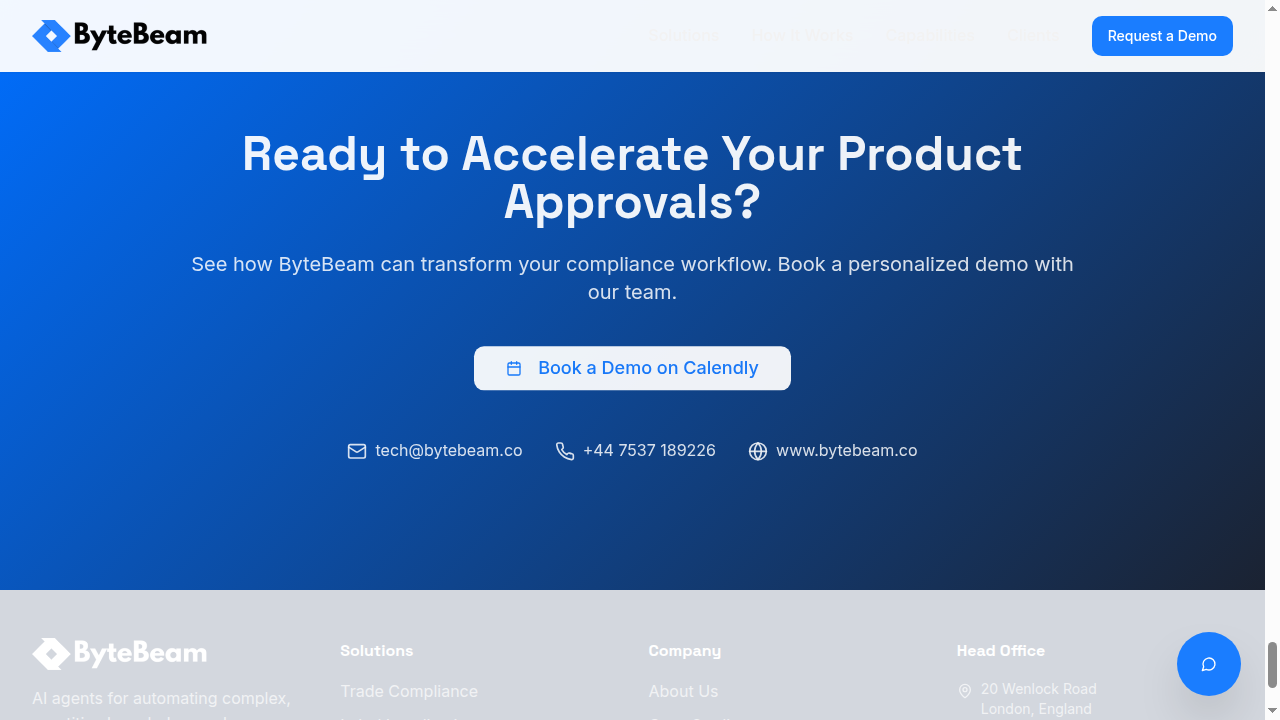 ByteBeam
Solutions How It Works Capabilities Clients
Request a Demo
Ready to Accelerate Your Product
Approvals?
See how ByteBeam can transform your compliance workflow. Book a personalized demo with
our team.
Book a Demo on Calendly
tech@bytebeam.co
+44 7537 189226
www.bytebeam.co
ByteBeam
AI agents for automating complex,
Solutions
Trade Compliance
Company
About Us
Head Office
20 Wenlock Road
London, England